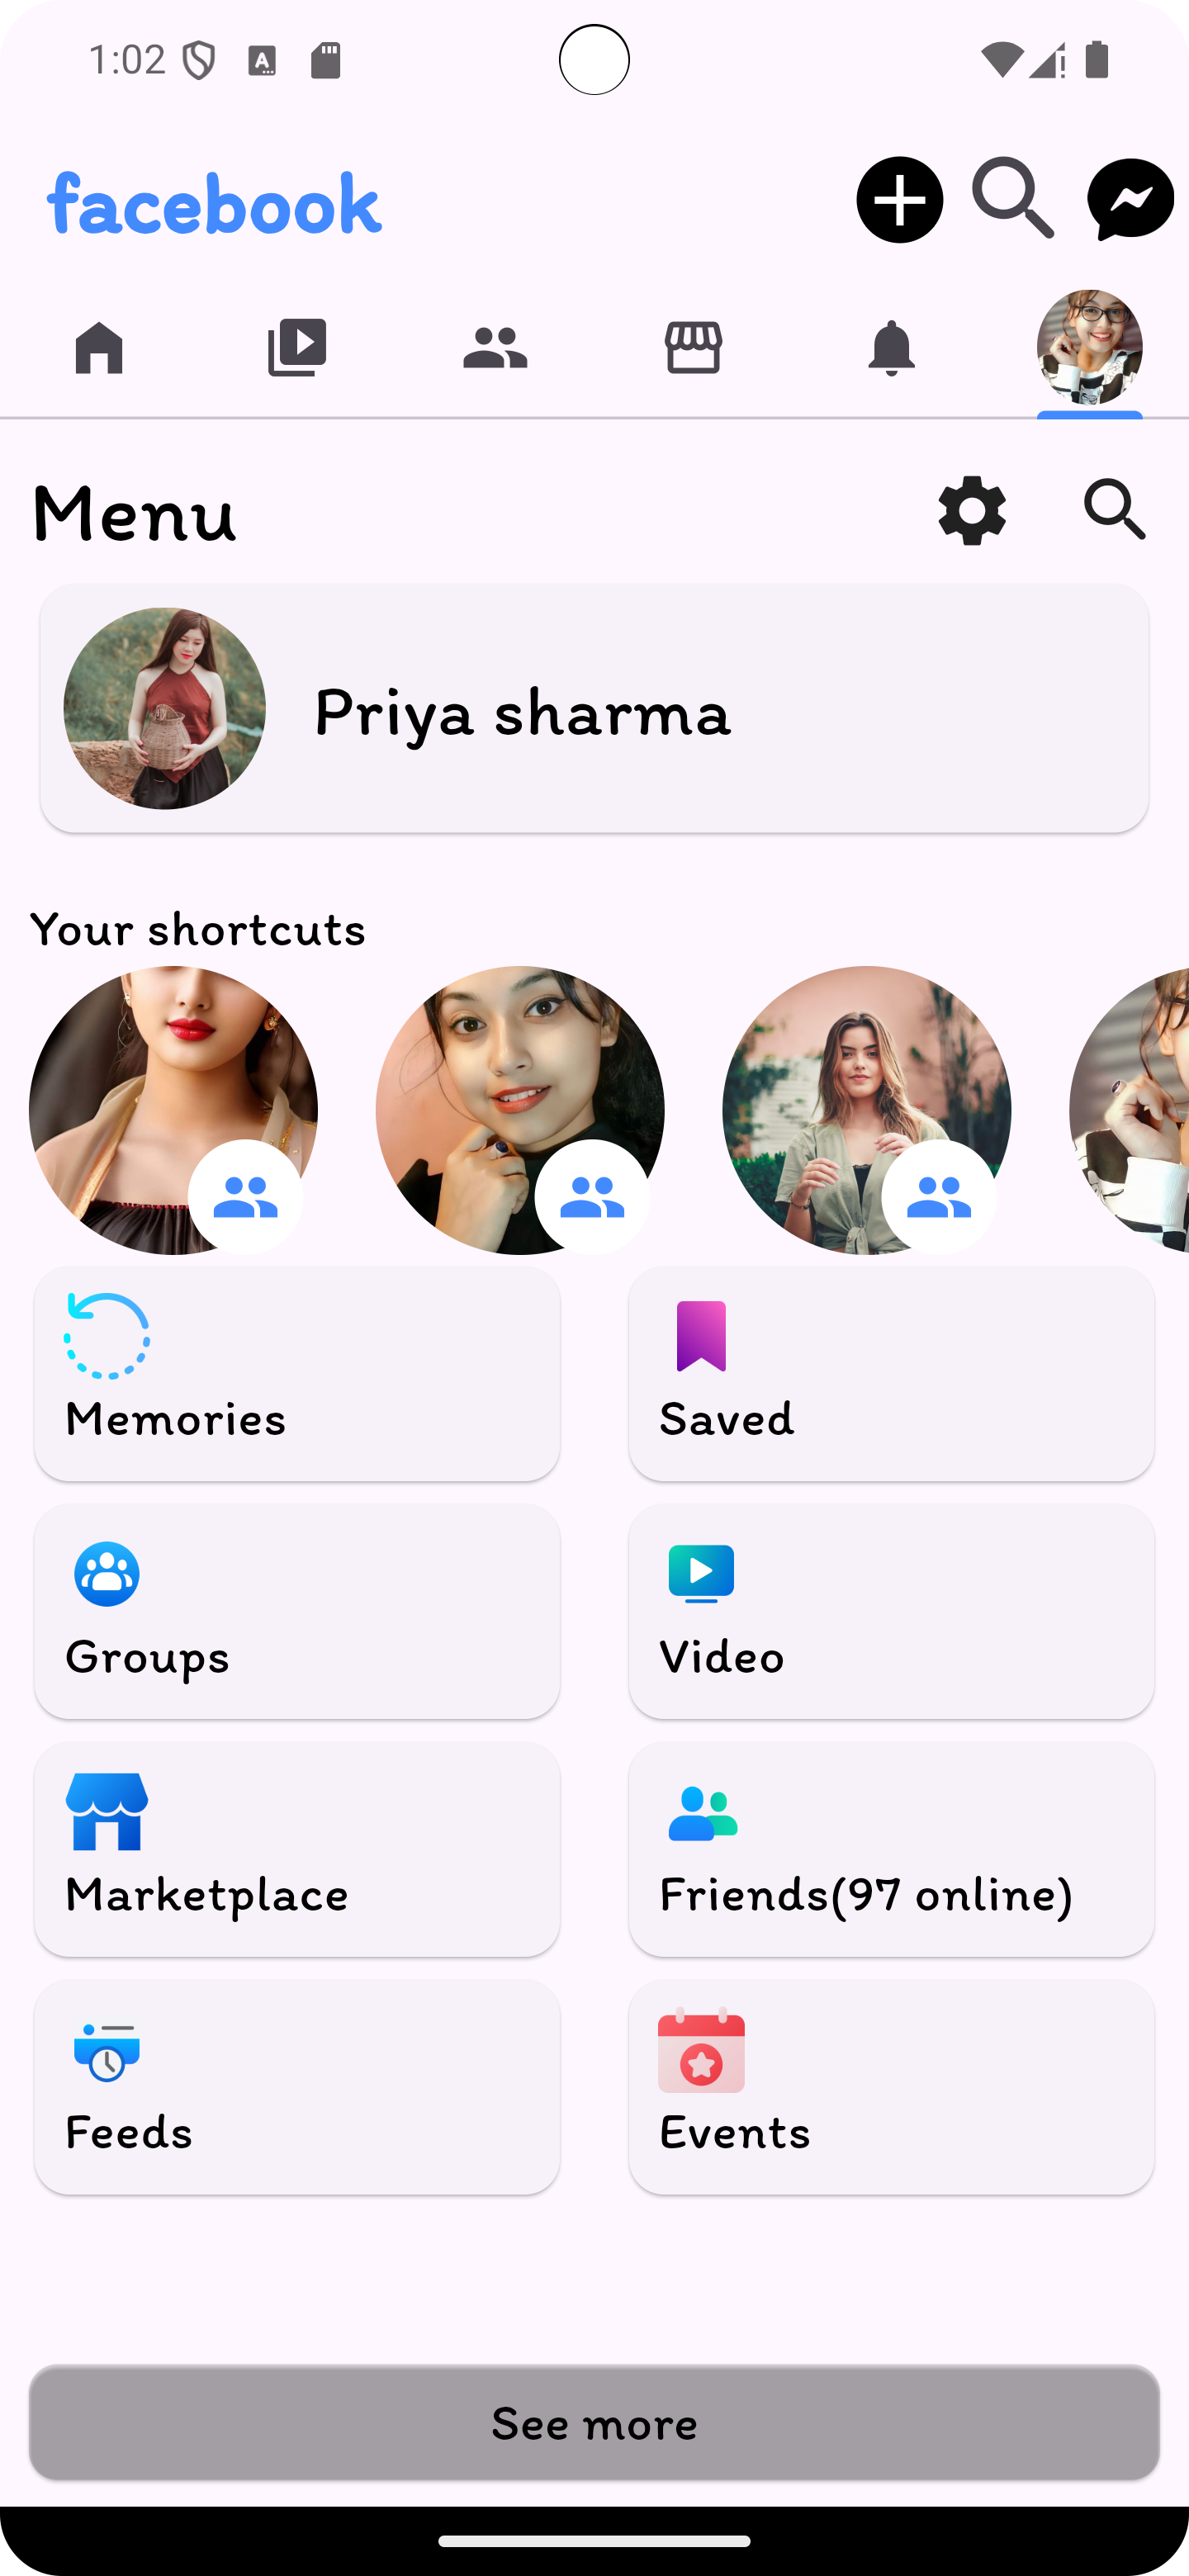 1:02
facebook
Menu
Priya sharma
Your shortcuts
Memories
Saved
Groups
Video
Marketplace
Friends(97 online)
Feeds
Events
See more